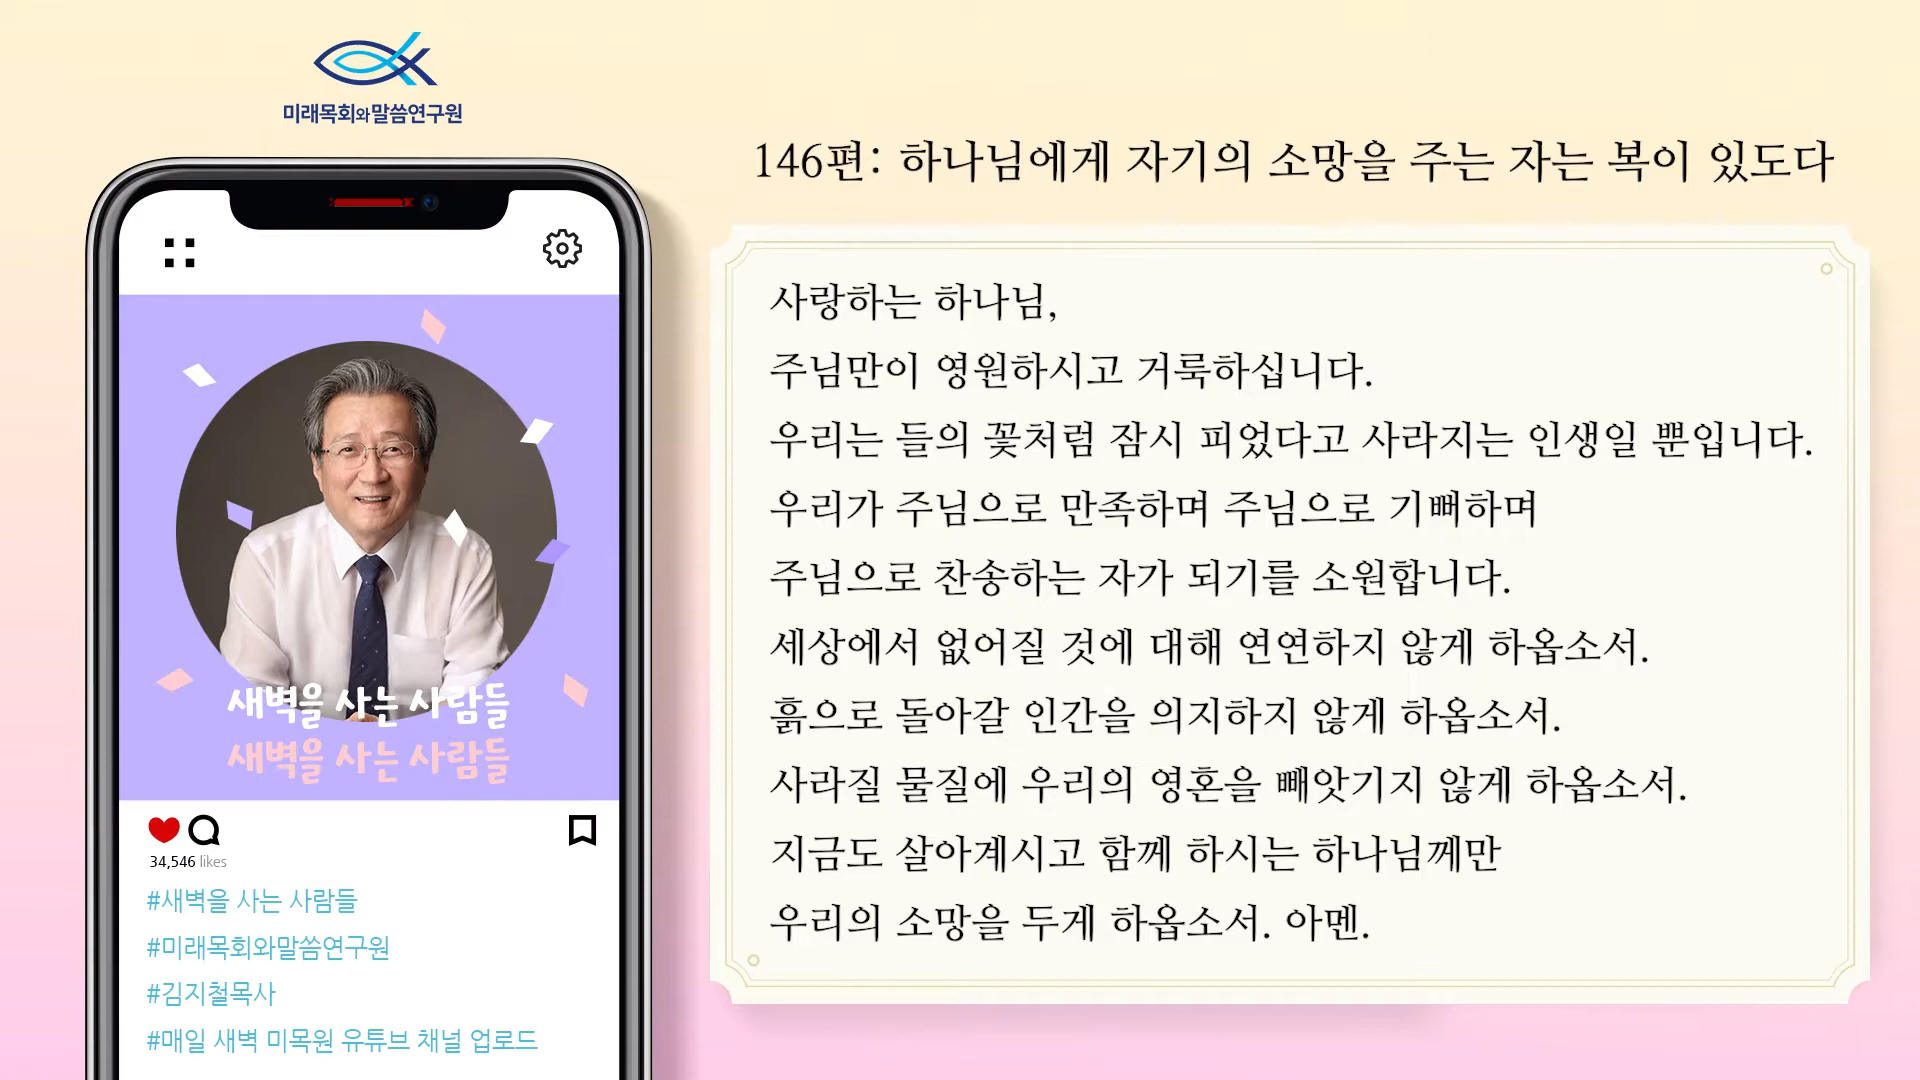 미래목회와말씀연구원
146편: 하나님에게 자기의 소망을 주는 자는 복이 있도다
사랑하는 하나님,
주님만이 영원하시고 거룩하십니다.
우리는 들의 꽃처럼 잠시 피었다고 사라지는 인생일 뿐입니다.
우리가 주님으로 만족하며 주님으로 기뻐하며
주님으로 찬송하는 자가 되기를 소원합니다.
세상에서 없어질 것에 대해 연연하지 않게 하옵소서.
흙으로 돌아갈 인간을 의지하지 않게 하옵소서.
사라질 물질에 우리의 영혼을 빼앗기지 않게 하옵소서.
지금도 살아계시고 함께 하시는 하나님께만
우리의 소망을 두게 하옵소서. 아멘.
새벽을 사는 사람들
새벽을 사는 사람들
34,546 likes
#새벽을 사는 사람들
#미래목회와말씀연구원
#김지철목사
#매일 새벽 미목원 유튜브 채널 업로드